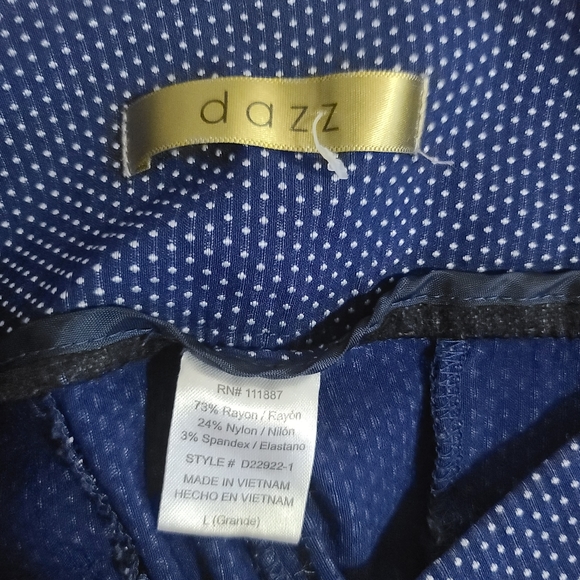 dazz
RN# 111887
73% Rayon / Rayón
24% Nylon / Nilón
3% Spandex / Elastano
STYLE # D22922-1
MADE IN VIETNAM
HECHO EN VIETNAM
L (Grande)